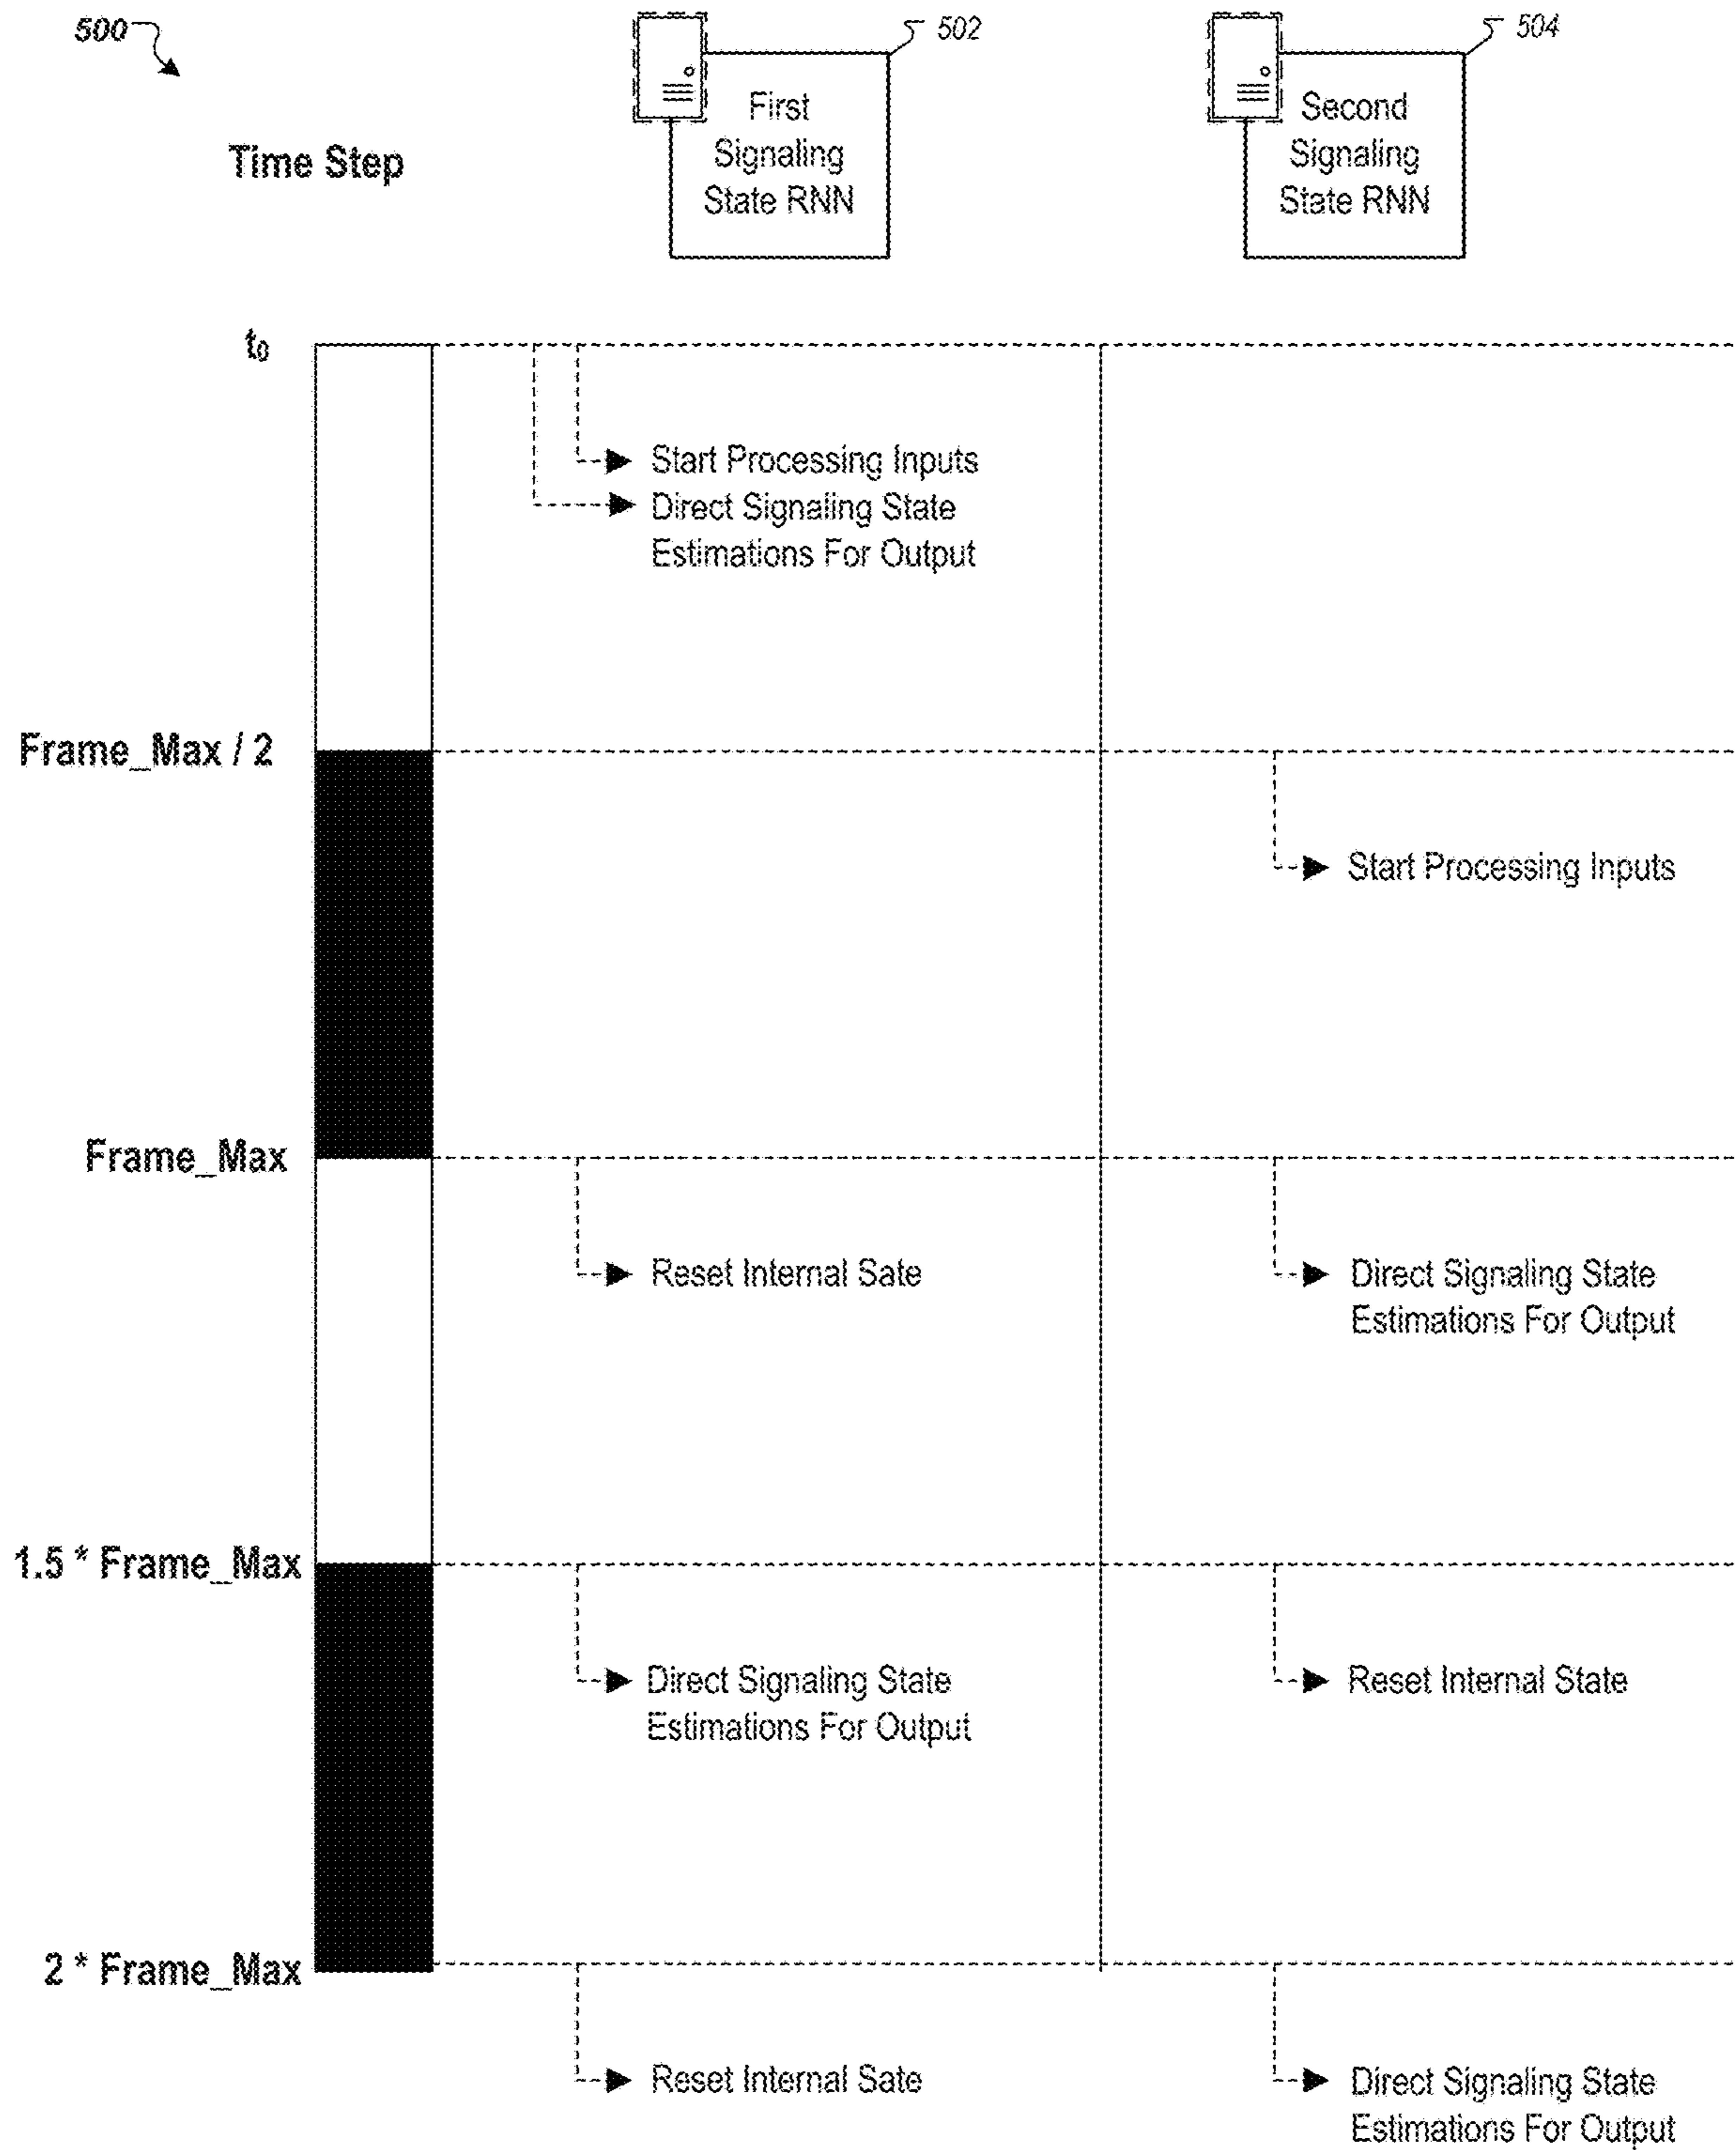 500
502
504
First
Signaling
State RNN
Second
Signaling
State RNN
Time Step
t0
Start Processing Inputs
Direct Signaling State
Estimations For Output
Frame_Max / 2
Start Processing Inputs
Frame_Max
Reset Internal Sate
Direct Signaling State
Estimations For Output
1.5 * Frame_Max
Direct Signaling State
Estimations For Output
Reset Internal State
2 * Frame_Max
Reset Internal Sate
Direct Signaling State
Estimations For Output